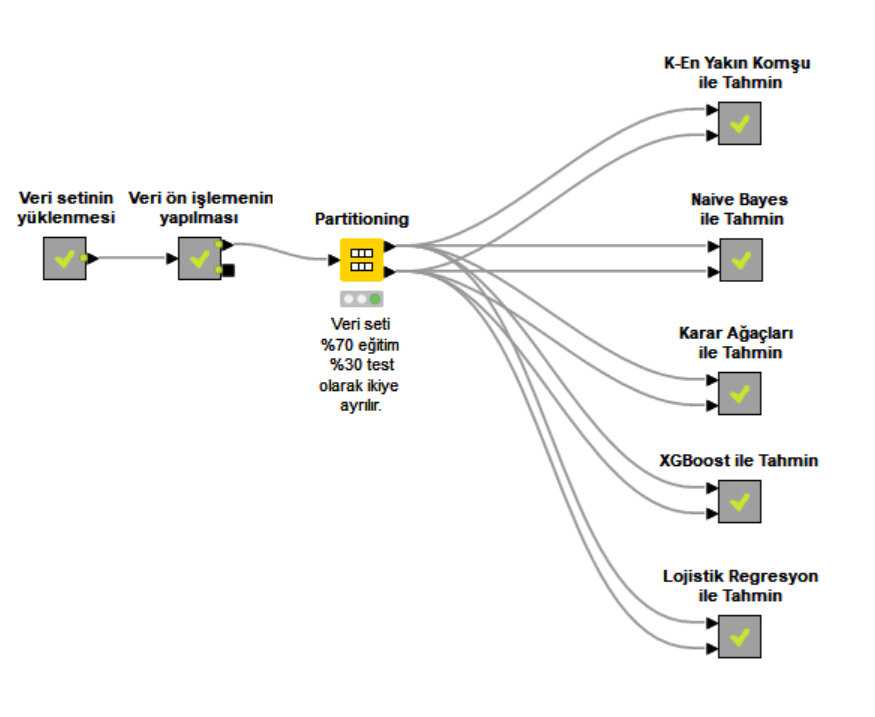 Veri setinin
yüklenmesi
Veri ön işlemenin
yapılması
Partitioning
Veri seti
%70 eğitim
%30 test
olarak ikiye
ayrılır.
K-En Yakın Komşu
ile Tahmin
Naive Bayes
ile Tahmin
Karar Ağaçları
ile Tahmin
XGBoost ile Tahmin
Lojistik Regresyon
ile Tahmin